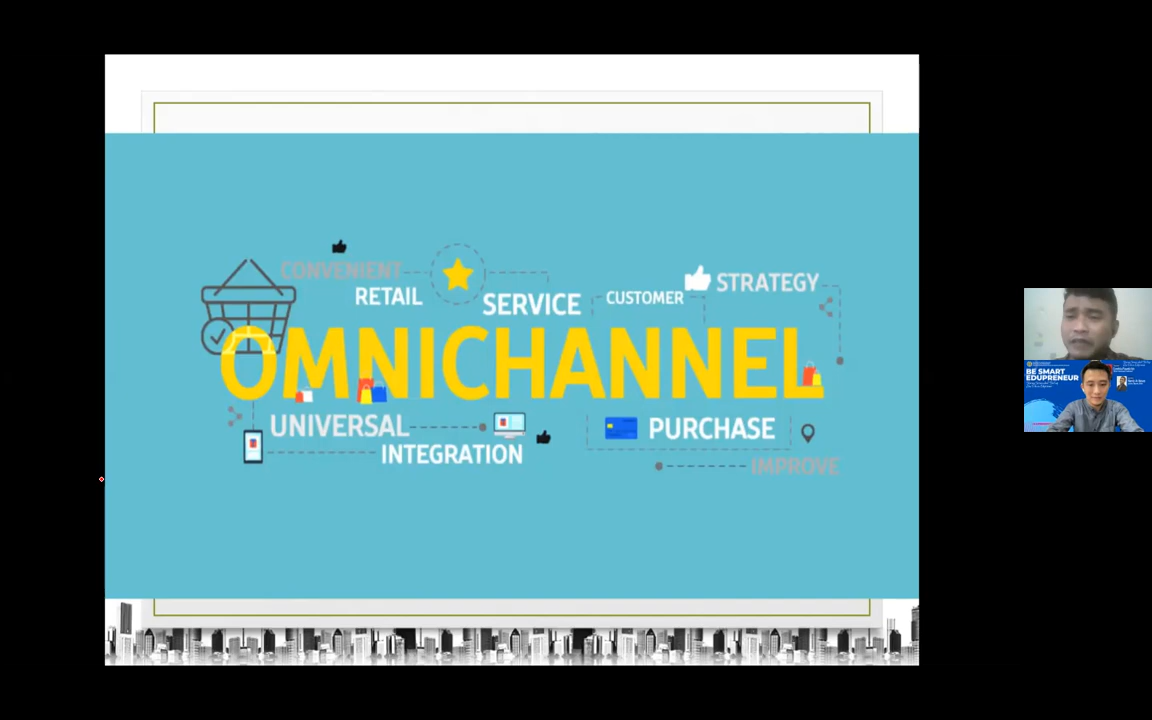 CONVENIENT
RETAIL
SERVICE
CUSTOMER
STRATEGY
OMNICHANNEL
UNIVERSAL
INTEGRATION
PURCHASE
IMPROVE
BE SMART
EDUPRENEUR